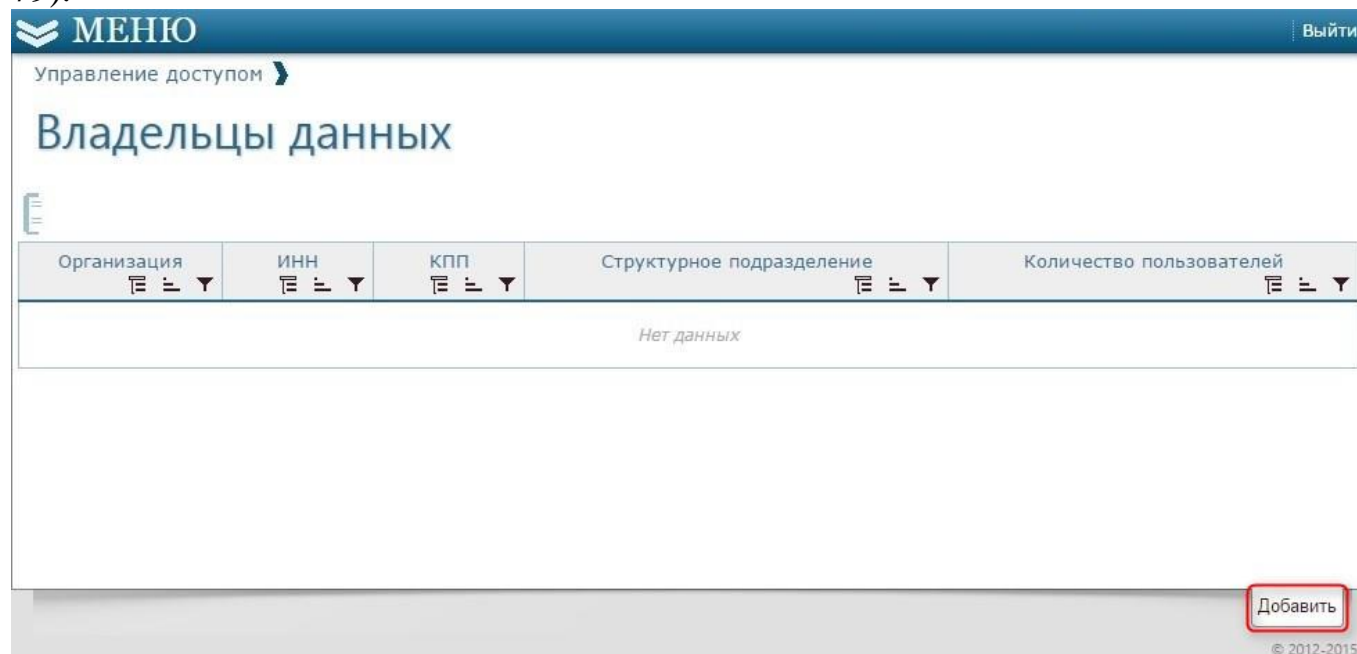 МЕНЮ Выйти
Управление доступом
Владельцы данных
Организация ИНН КПП Структурное подразделение Количество пользователей
Нет данных
Добавить
© 2012-2015